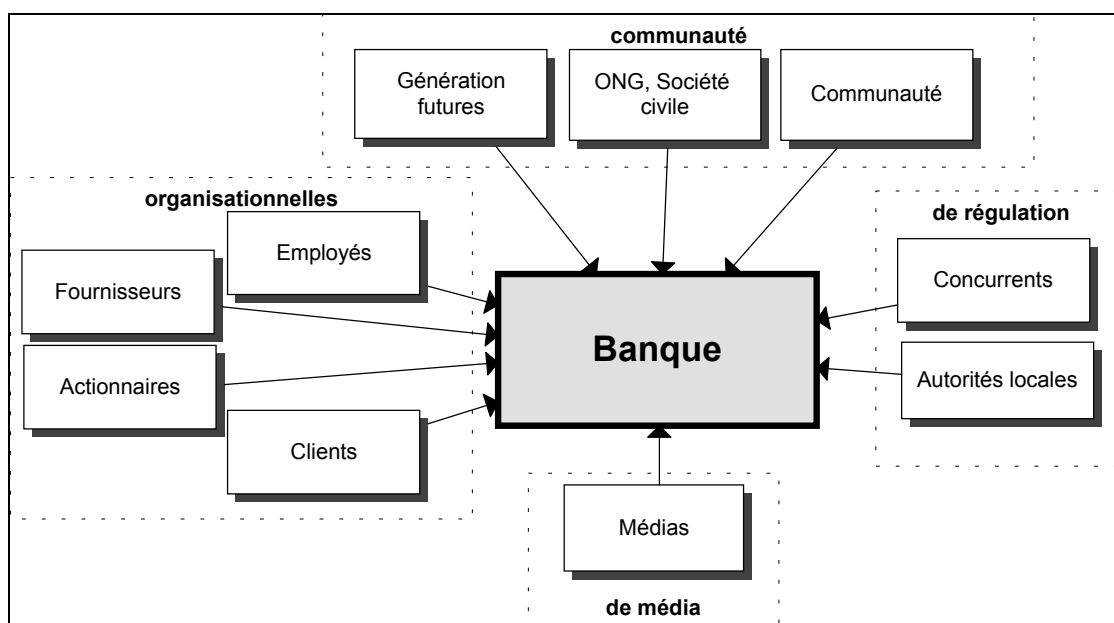 communauté
Génération
futures
ONG, Société
civile
Communauté
organisationnelles
Employés
Fournisseurs
Actionnaires
Clients
Banque
de régulation
Concurrents
Autorités locales
Médias
de média